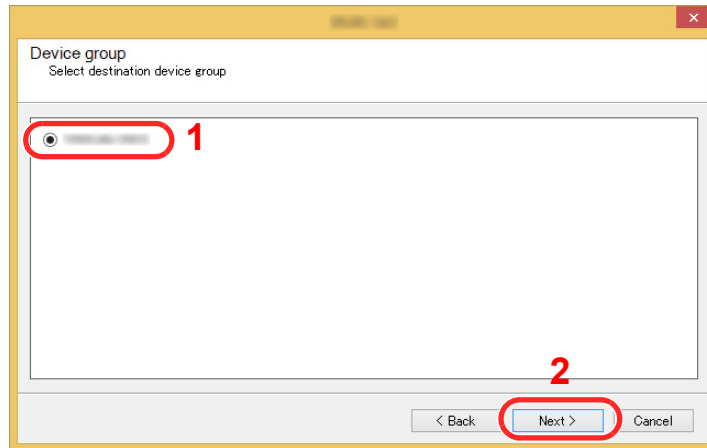 Device group
Select destination device group
1
2
< Back
Next >
Cancel